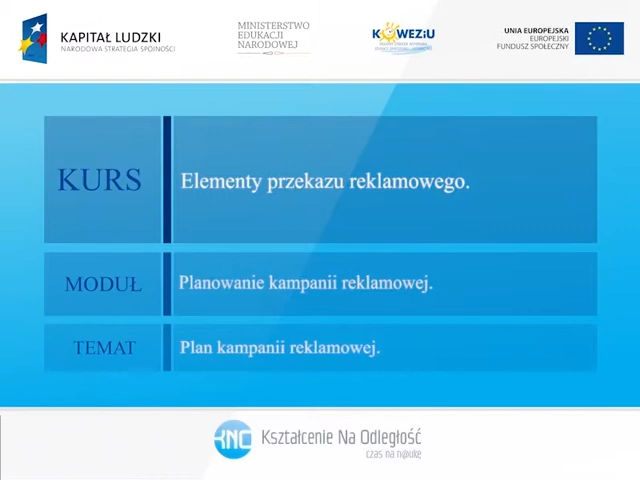 KAPITAŁ LUDZKI
NARODOWA STRATEGIA SPÓJNOŚCI
MINISTERSTWO
EDUKACJI
NARODOWEJ
KOWEZiU
UNIA EUROPEJSKA
EUROPEJSKI
FUNDUSZ SPOŁECZNY
KURS
Elementy przekazu reklamowego.
MODUŁ
Planowanie kampanii reklamowej.
TEMAT
Plan kampanii reklamowej.
KNO
Kształcenie Na Odległość
czas na n@ukę